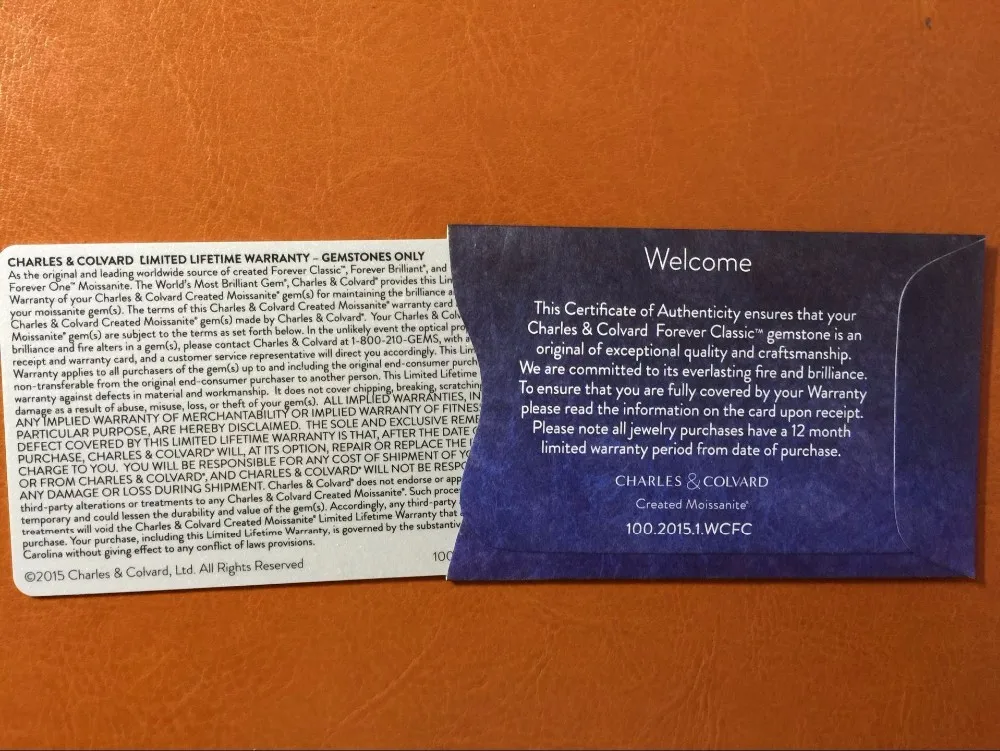 CHARLES & COLVARD LIMITED LIFETIME WARRANTY – GEMSTONES ONLY
As the original and leading worldwide source of created Forever Classic™, Forever Brilliant®, and
Forever One™ Moissanite. The World's Most Brilliant Gem®, Charles & Colvard® provides this Lim
Warranty of your Charles & Colvard Created Moissanite® gem(s) for maintaining the brilliance a
your moissanite gem(s). The terms of this Charles & Colvard Created Moissanite® warranty card
Charles & Colvard Created Moissanite® gem(s) made by Charles & Colvard®. Your Charles & Colv
Moissanite® gem(s) are subject to the terms as set forth below. In the unlikely event the optical pro
brilliance and fire alters in a gem(s), please contact Charles & Colvard at 1-800-210-GEMS, with a
receipt and warranty card, and a customer service representative will direct you accordingly. This Lim
Warranty applies to all purchasers of the gem(s) up to and including the original end-consumer purch
non-transferable from the original end-consumer purchaser to another person. This Limited Lifetime
warranty against defects in material and workmanship. It does not cover chipping, breaking, scratching
damage as a result of abuse, misuse, loss, or theft of your gem(s). ALL IMPLIED WARRANTIES, IN
ANY IMPLIED WARRANTY OF MERCHANTABILITY OR IMPLIED WARRANTY OF FITNES
PARTICULAR PURPOSE, ARE HEREBY DISCLAIMED. THE SOLE AND EXCLUSIVE REME
DEFECT COVERED BY THIS LIMITED LIFETIME WARRANTY IS THAT, AFTER THE DATE O
PURCHASE, CHARLES & COLVARD® WILL, AT ITS OPTION, REPAIR OR REPLACE THE I
CHARGE TO YOU. YOU WILL BE RESPONSIBLE FOR ANY COST OF SHIPMENT OF YO
OR FROM CHARLES & COLVARD®, AND CHARLES & COLVARD® WILL NOT BE RESPO
ANY DAMAGE OR LOSS DURING SHIPMENT. Charles & Colvard® does not endorse or app
third-party alterations or treatments to any Charles & Colvard Created Moissanite®. Such proce
temporary and could lessen the durability and value of the gem(s). Accordingly, any third-party
treatments will void the Charles & Colvard Created Moissanite® Limited Lifetime Warranty that
purchase. Your purchase, including this Limited Lifetime Warranty, is governed by the substantiv
Carolina without giving effect to any conflict of laws provisions.
©2015 Charles & Colvard, Ltd. All Rights Reserved
100
Welcome
This Certificate of Authenticity ensures that your
Charles & Colvard Forever Classic™ gemstone is an
original of exceptional quality and craftsmanship.
We are committed to its everlasting fire and brilliance.
To ensure that you are fully covered by your Warranty
please read the information on the card upon receipt.
Please note all jewelry purchases have a 12 month
limited warranty period from date of purchase.
CHARLES & COLVARD
Created Moissanite®
100.2015.1.WCFC